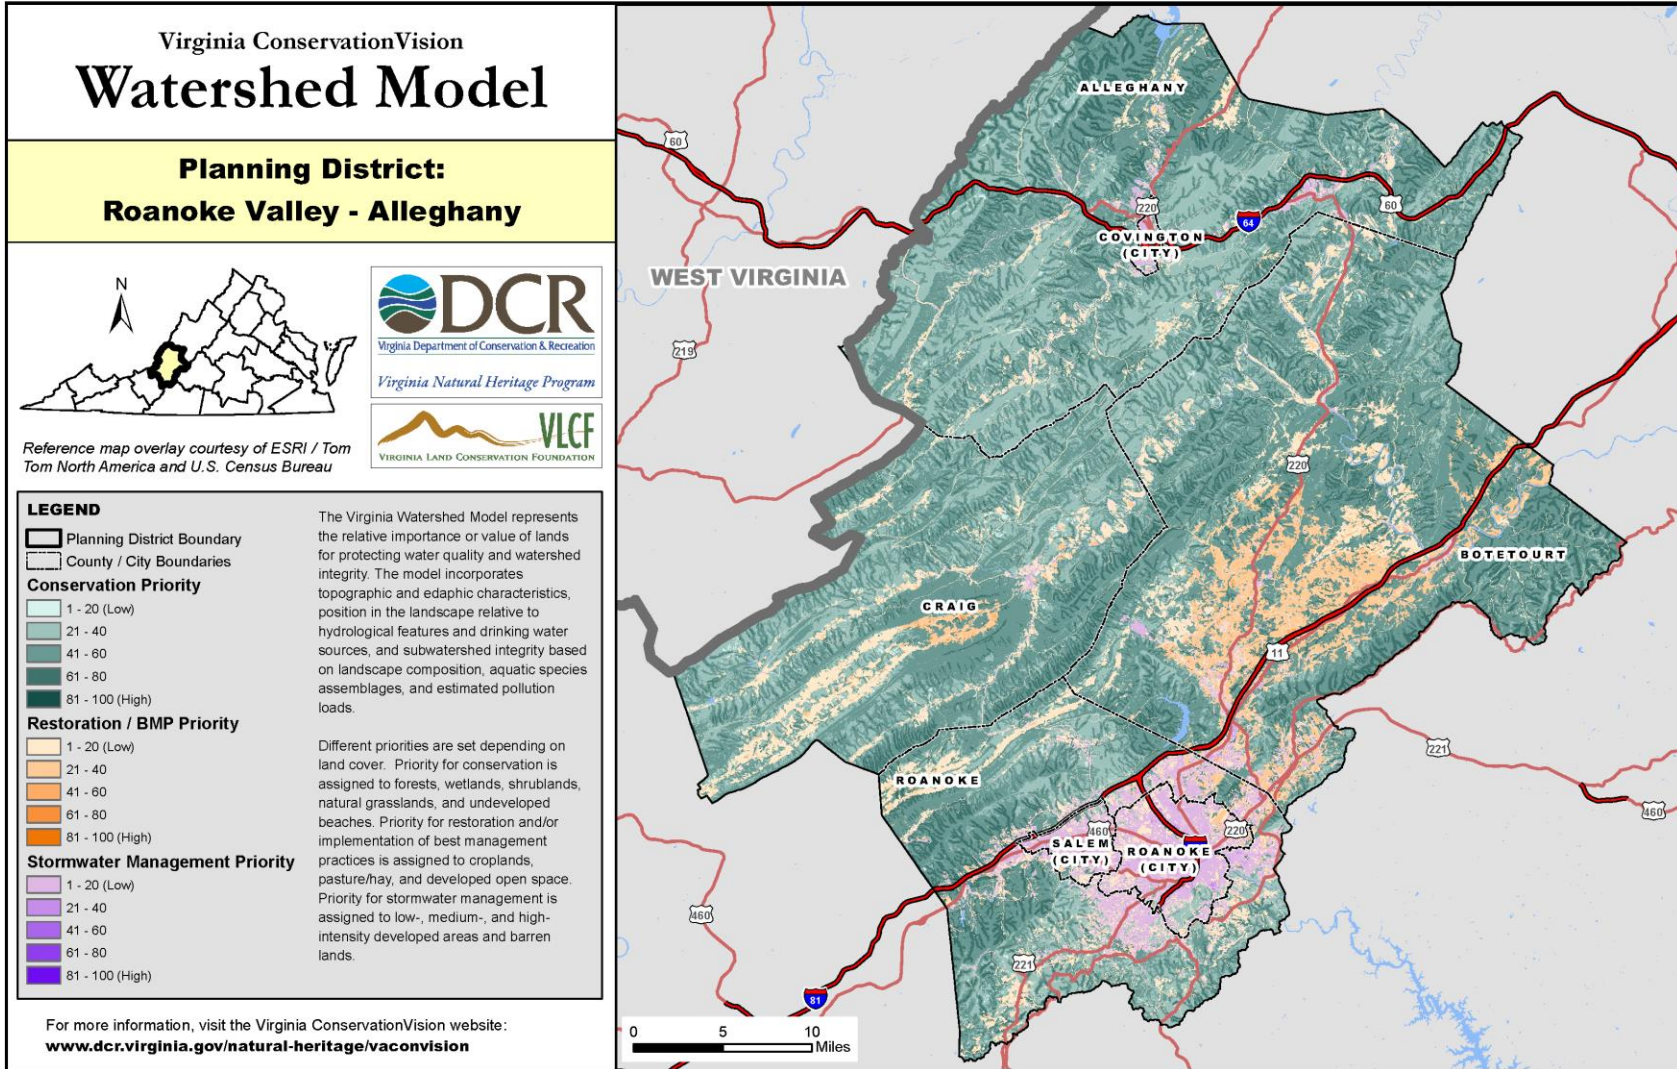 Virginia ConservationVision
Watershed Model
Planning District:
Roanoke Valley - Alleghany
N
DCR
Virginia Department of Conservation & Recreation
Virginia Natural Heritage Program
VLCF
VIRGINIA LAND CONSERVATION FOUNDATION
Reference map overlay courtesy of ESRI / Tom
Tom North America and U.S. Census Bureau
LEGEND
Planning District Boundary
County / City Boundaries
Conservation Priority
1 - 20 (Low)
21 - 40
41 - 60
61 - 80
81 - 100 (High)
Restoration / BMP Priority
1 - 20 (Low)
21 - 40
41 - 60
61 - 80
81 - 100 (High)
Stormwater Management Priority
1 - 20 (Low)
21 - 40
41 - 60
61 - 80
81 - 100 (High)
The Virginia Watershed Model represents
the relative importance or value of lands
for protecting water quality and watershed
integrity. The model incorporates
topographic and edaphic characteristics,
position in the landscape relative to
hydrological features and drinking water
sources, and subwatershed integrity based
on landscape composition, aquatic species
assemblages, and estimated pollution
loads.
Different priorities are set depending on
land cover. Priority for conservation is
assigned to forests, wetlands, shrublands,
natural grasslands, and undeveloped
beaches. Priority for restoration and/or
implementation of best management
practices is assigned to croplands,
pasture/hay, and developed open space.
Priority for stormwater management is
assigned to low-, medium-, and high-
intensity developed areas and barren
lands.
For more information, visit the Virginia ConservationVision website:
www.dcr.virginia.gov/natural-heritage/vaconvision
ALLEGHANY
60
220
64
60
COVINGTON
(CITY)
WEST VIRGINIA
219
220
BOTETOURT
CRAIG
11
221
ROANOKE
460
460
220
SALEM
(CITY)
ROANOKE
(CITY)
460
221
81
0 5 10
Miles